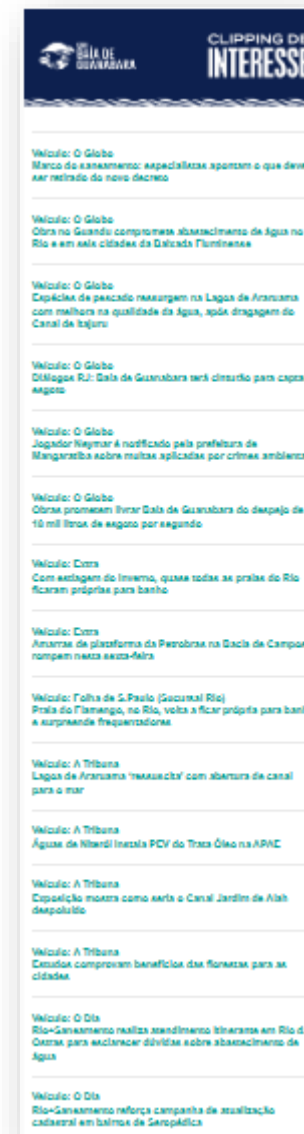 BAÍA DE
GUANABARA
CLIPPING DE
INTERESSE
Veículo: O Globo
Marco do saneamento: especialistas apontam o que deve
ser retirado do novo decreto
Veículo: O Globo
Obra no Guandu compromete abastecimento de água no
Rio e em seis cidades da Baixada Fluminense
Veículo: O Globo
Espécies de pescado ressurgem na Lagoa de Araruama
com melhora na qualidade da água, após dragagem do
Canal de Itajuru
Veículo: O Globo
Diálogos RJ: Baía de Guanabara terá cinturão para capta
esgoto
Veículo: O Globo
Jogador Neymar é notificado pela prefeitura de
Mangaratiba sobre multas aplicadas por crimes ambienta
Veículo: O Globo
Obras prometem livrar Baía de Guanabara do despejo de
10 mil litros de esgoto por segundo
Veículo: Extra
Com estiagem do inverno, quase todas as praias do Rio
ficaram próprias para banho
Veículo: Extra
Amarras de plataforma da Petrobras na Bacia de Campos
rompem nesta sexta-feira
Veículo: Folha de S.Paulo (Sucursal Rio)
Praia do Flamengo, no Rio, volta a ficar própria para banh
e surpreende frequentadores
Veículo: A Tribuna
Lagoa de Araruama 'ressuscita' com abertura de canal
para o mar
Veículo: A Tribuna
Águas de Niterói instala PEV do Trata Óleo na APAE
Veículo: A Tribuna
Exposição mostra como seria o Canal Jardim de Alah
despoluído
Veículo: A Tribuna
Estudos comprovam benefícios das florestas para as
cidades
Veículo: O Dia
Rio+Saneamento realiza atendimento itinerante em Rio d
Ostras para esclarecer dúvidas sobre abastecimento de
água
Veículo: O Dia
Rio+Saneamento reforça campanha de atualização
cadastral em bairros de Seropédica